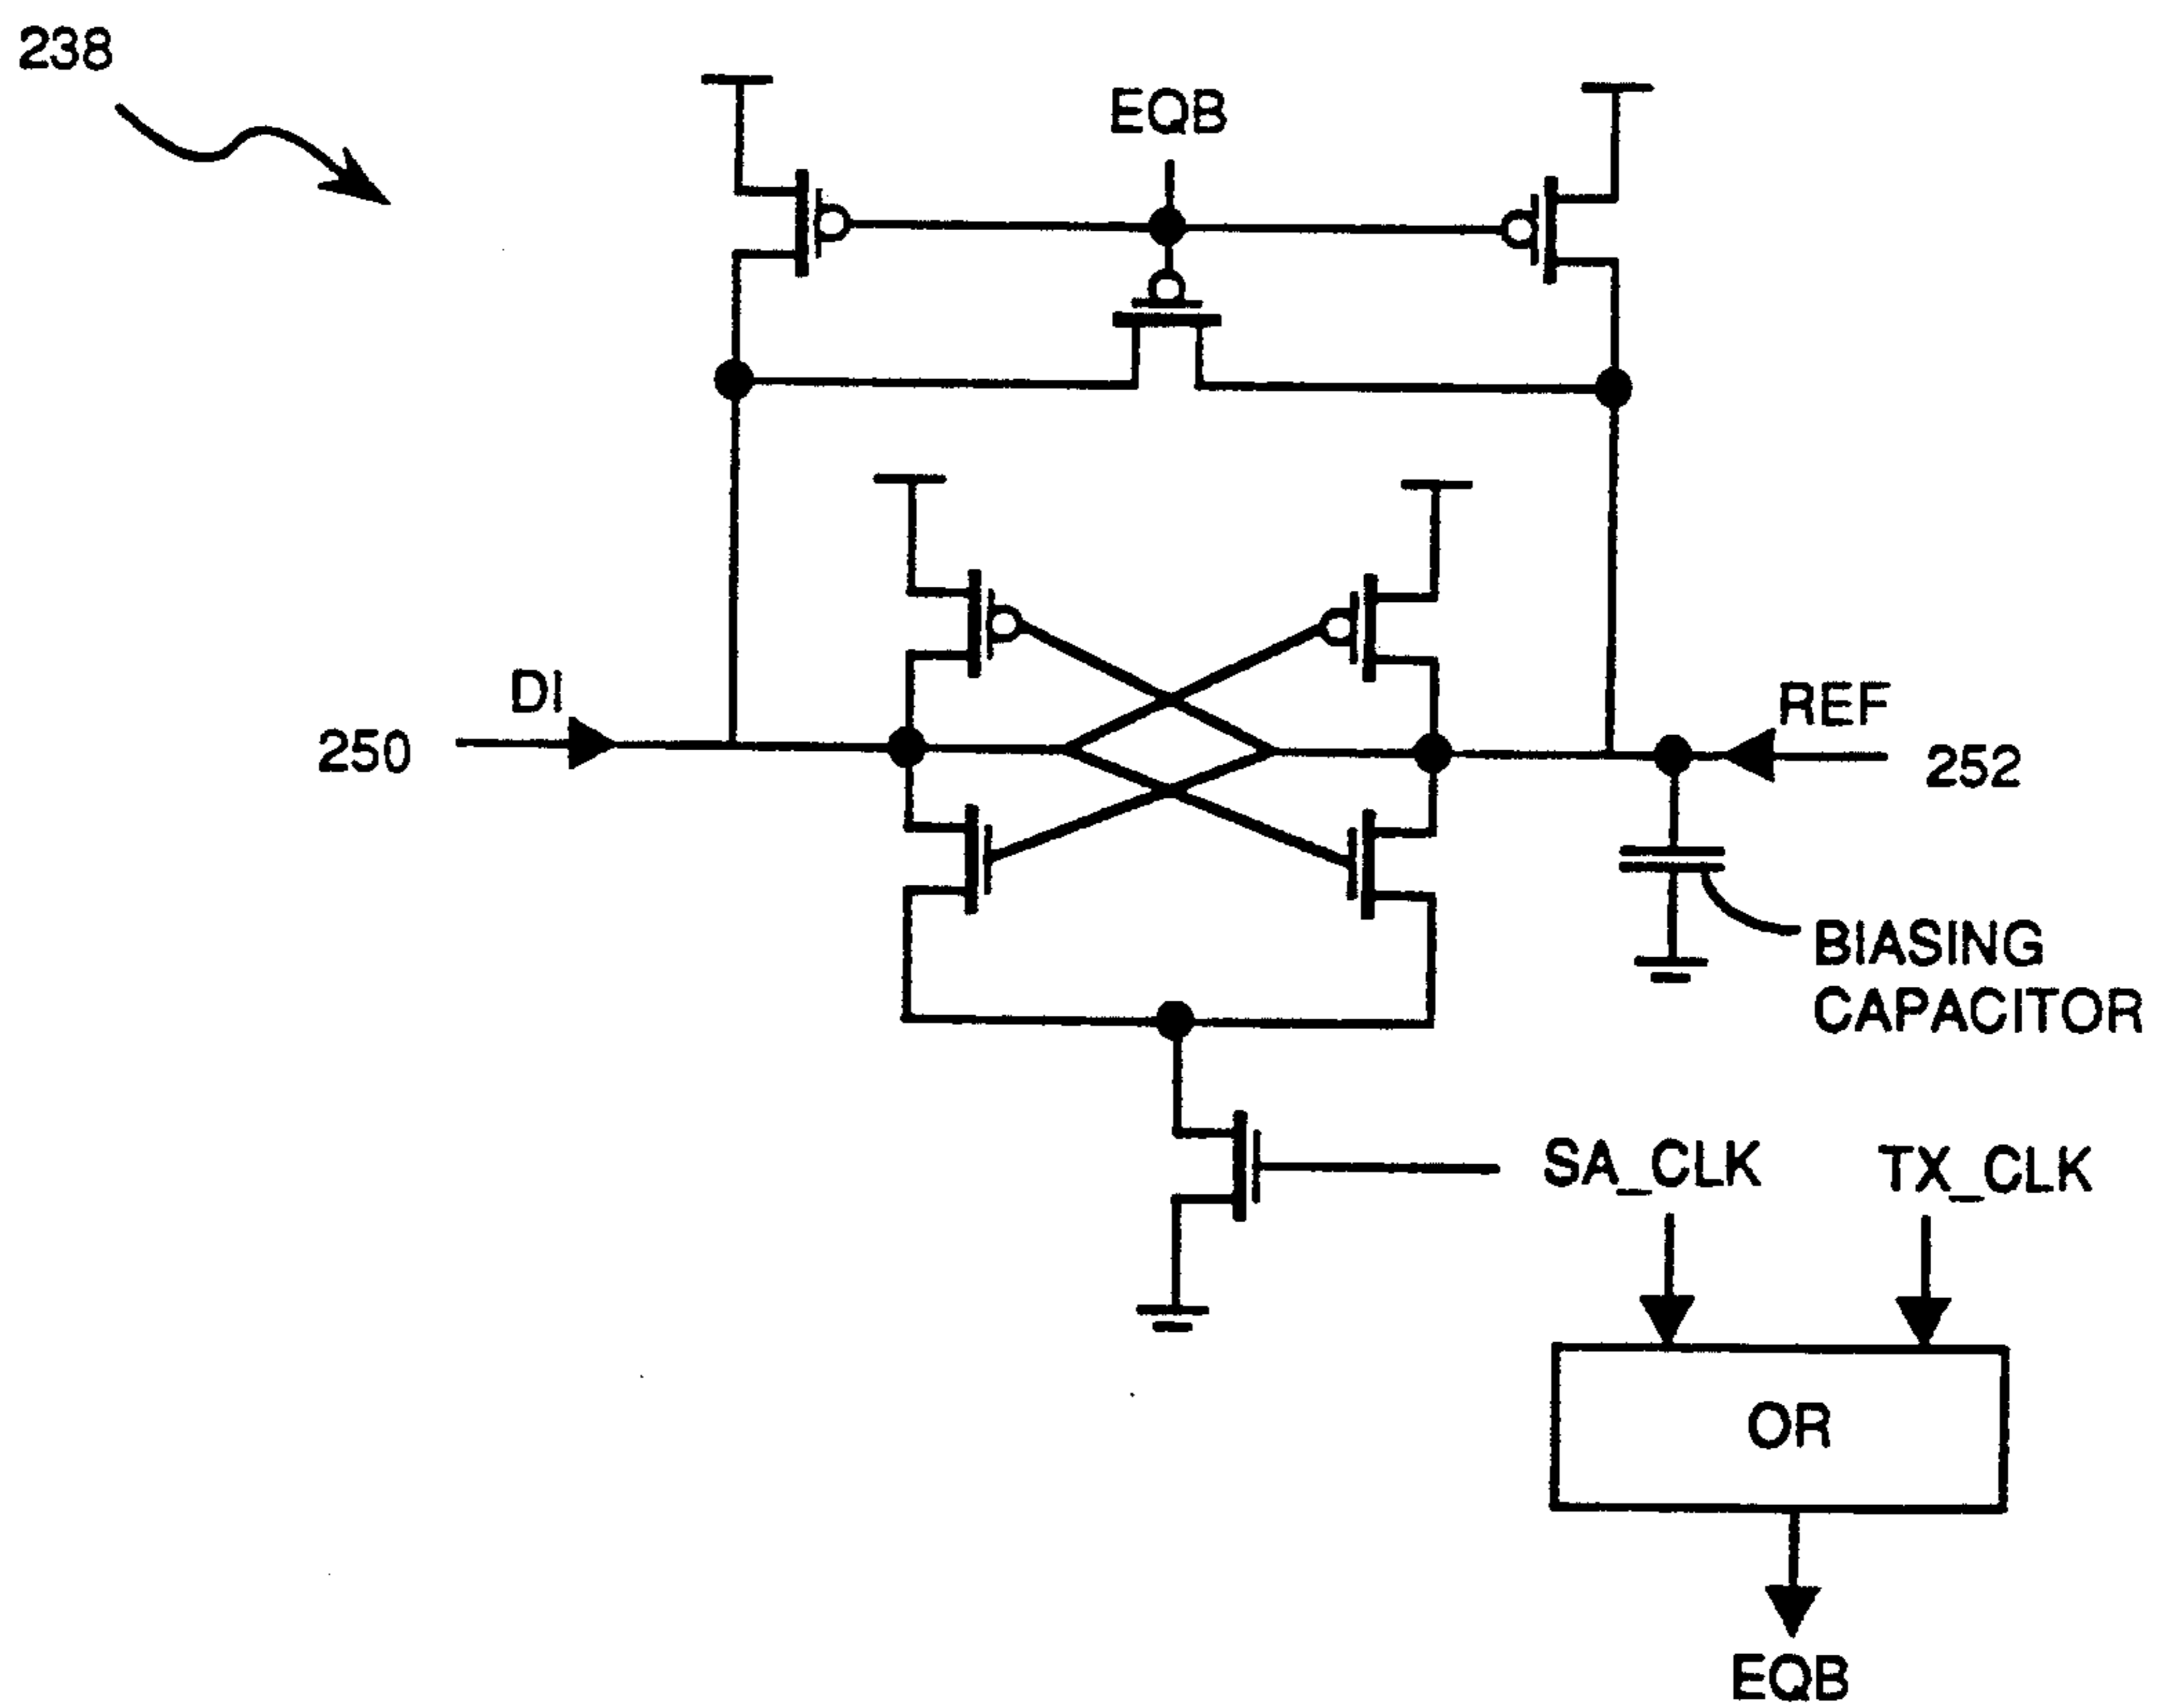 238
EQB
DI
250
REF
252
BIASING
CAPACITOR
SA_CLK
TX_CLK
OR
EQB